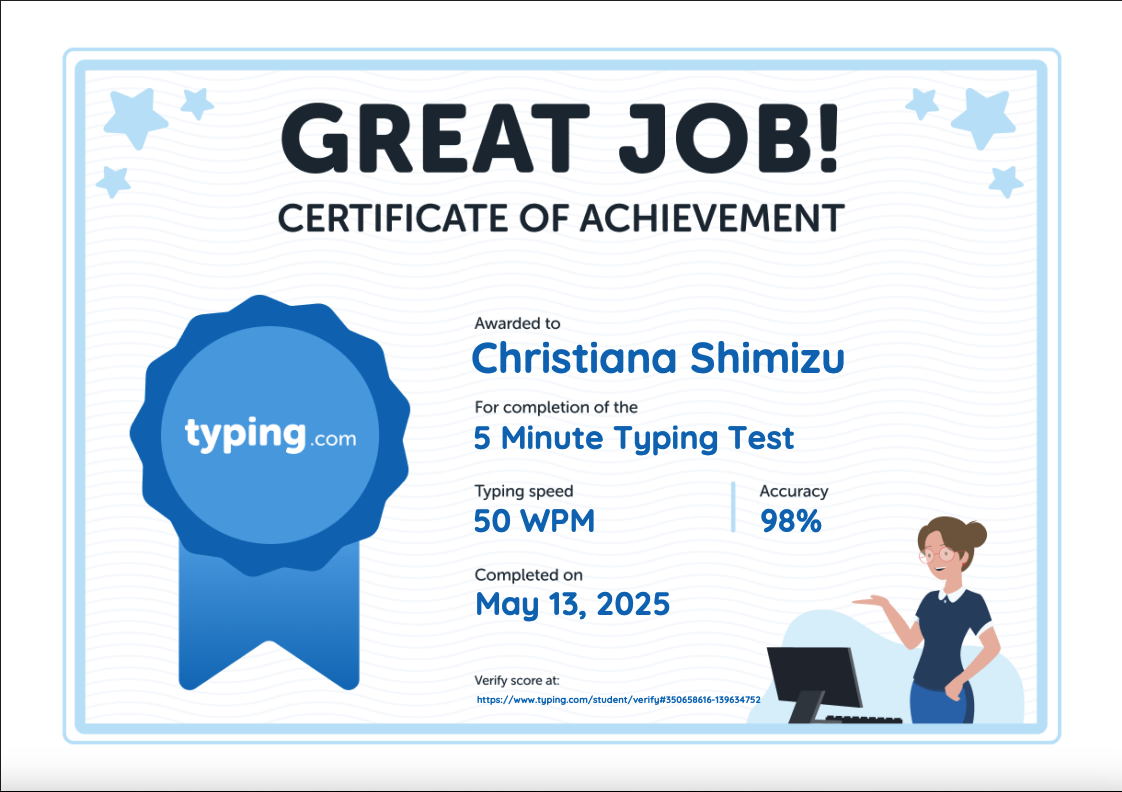 GREAT JOB!
CERTIFICATE OF ACHIEVEMENT
typing.com
Awarded to
Christiana Shimizu
For completion of the
5 Minute Typing Test
Typing speed
50 WPM
Accuracy
98%
Completed on
May 13, 2025
Verify score at:
https://www.typing.com/student/verify#350658616-139634752